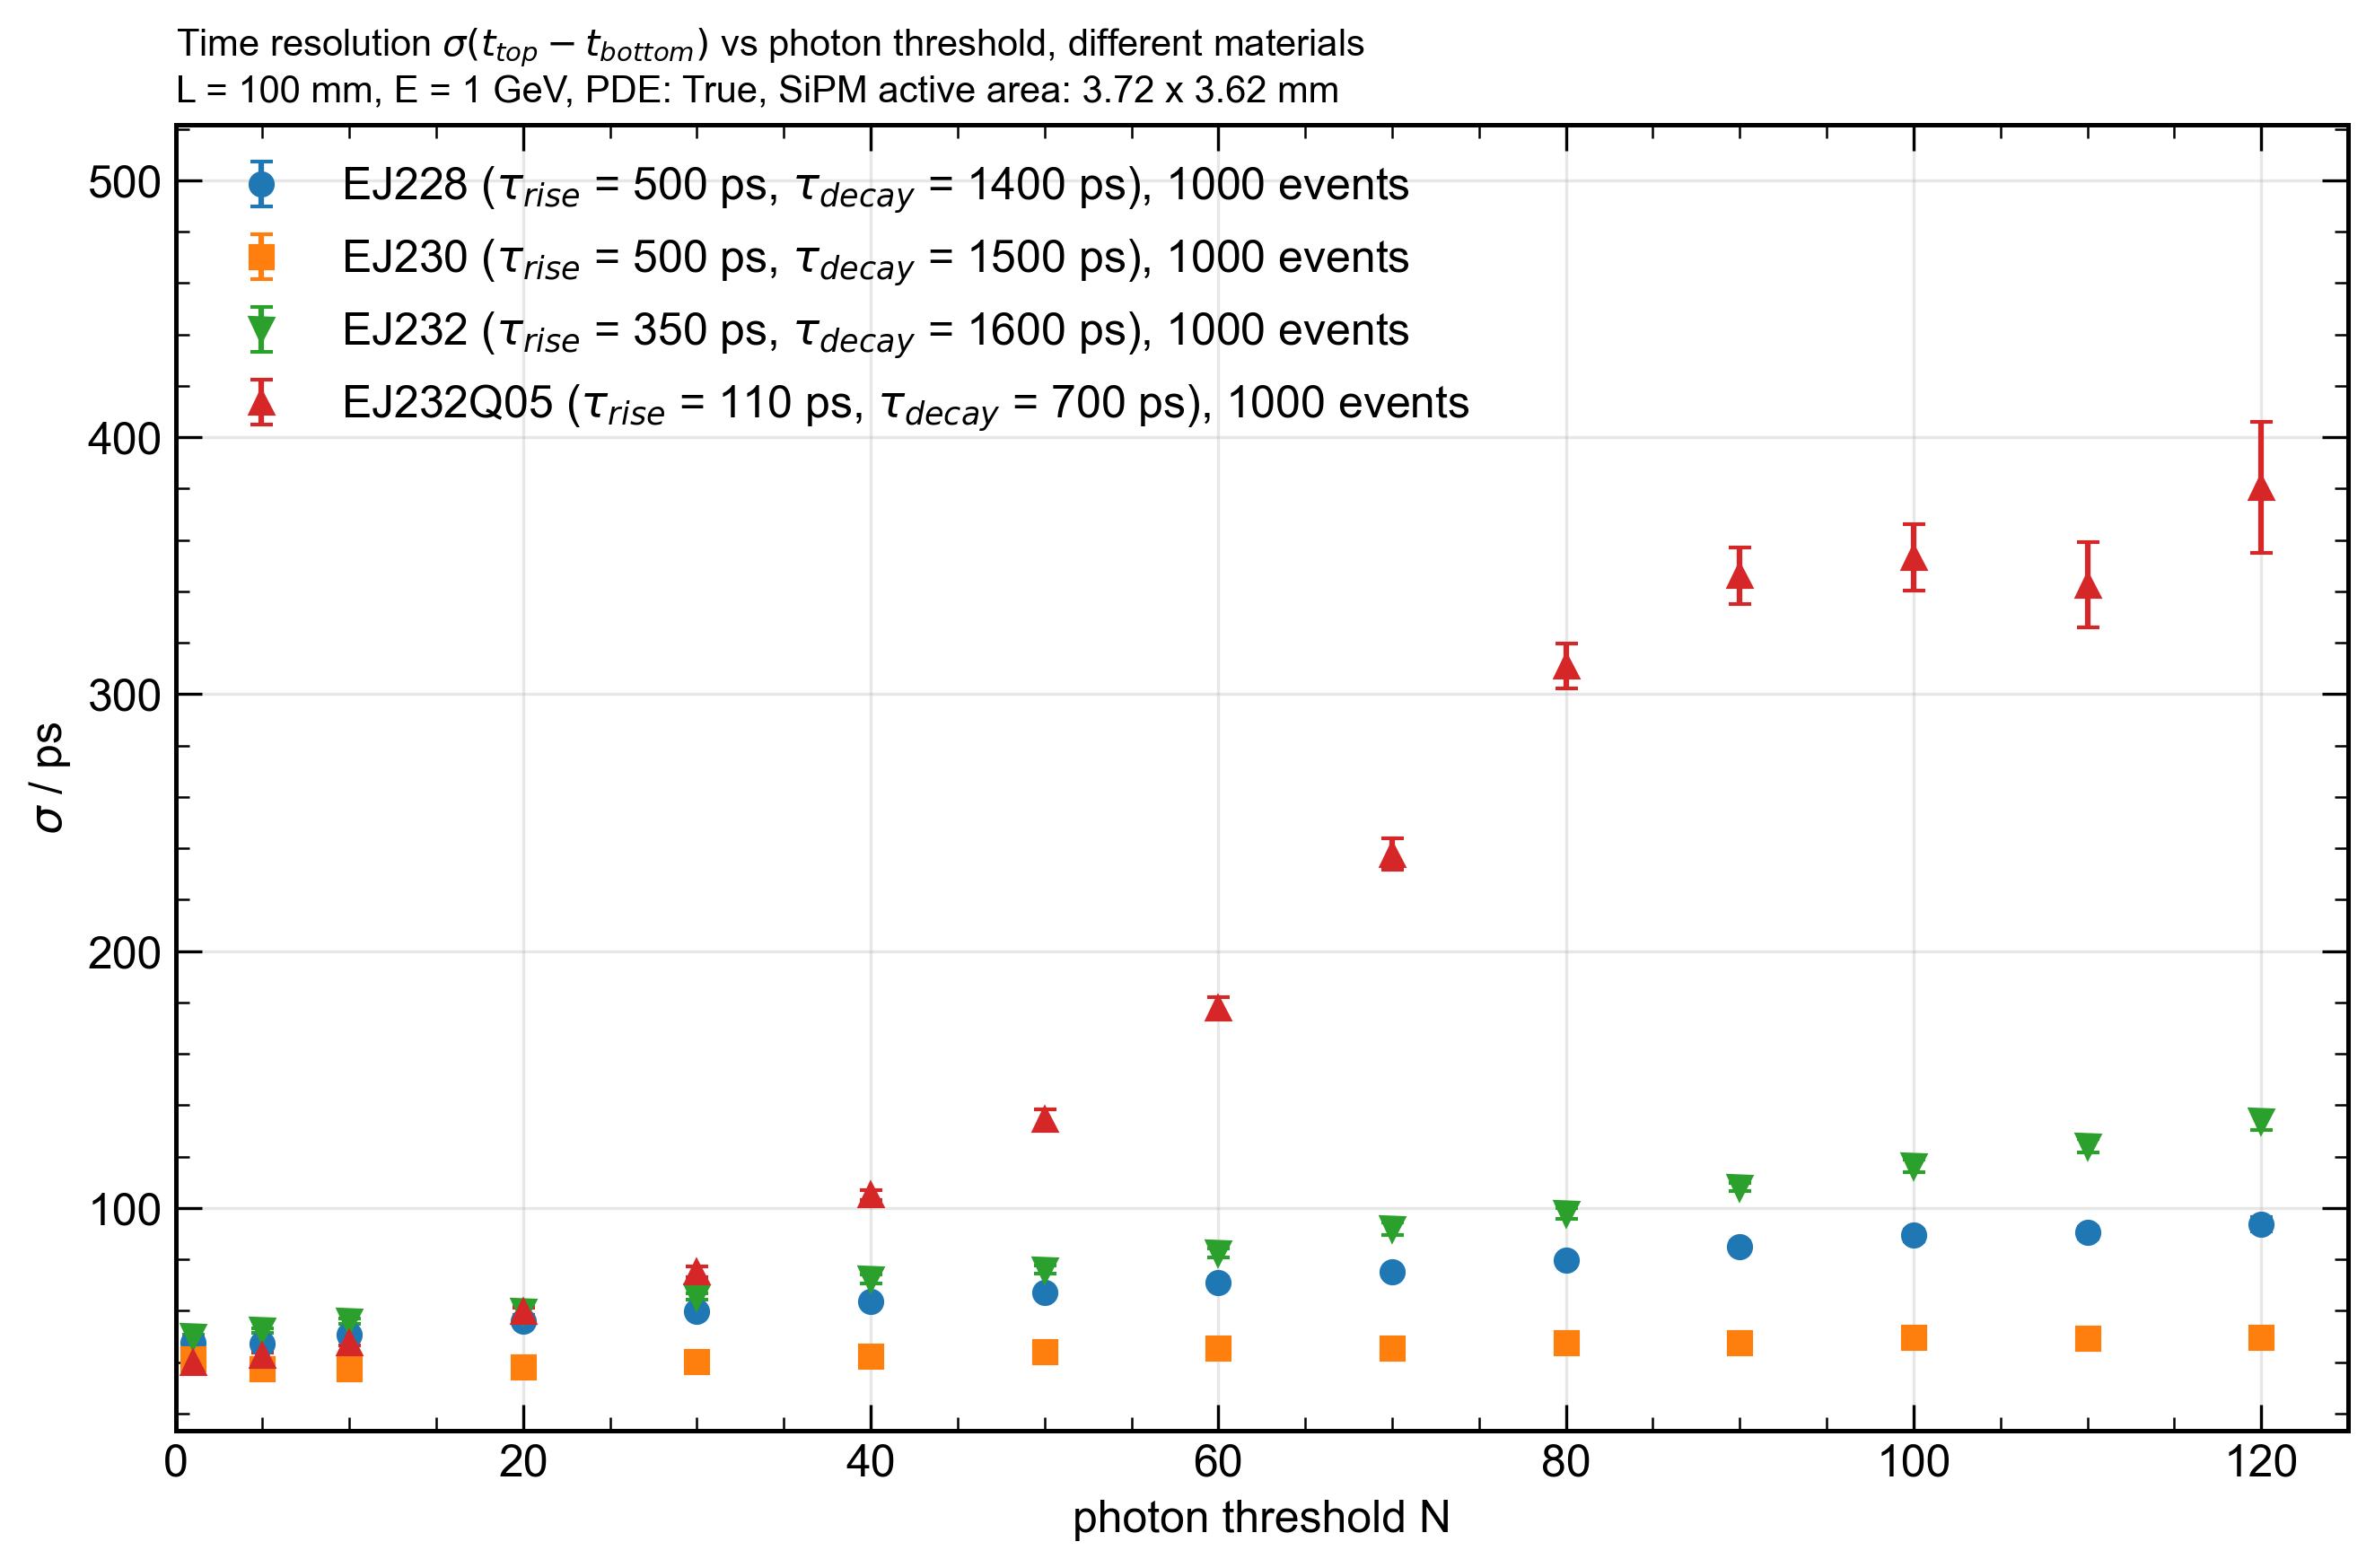 Time resolution σ(t_top − t_bottom) vs photon threshold, different materials
L = 100 mm, E = 1 GeV, PDE: True, SiPM active area: 3.72 x 3.62 mm
EJ228 (τ_rise = 500 ps, τ_decay = 1400 ps), 1000 events
EJ230 (τ_rise = 500 ps, τ_decay = 1500 ps), 1000 events
EJ232 (τ_rise = 350 ps, τ_decay = 1600 ps), 1000 events
EJ232Q05 (τ_rise = 110 ps, τ_decay = 700 ps), 1000 events
500
400
300
200
100
σ / ps
0 20 40 60 80 100 120
photon threshold N